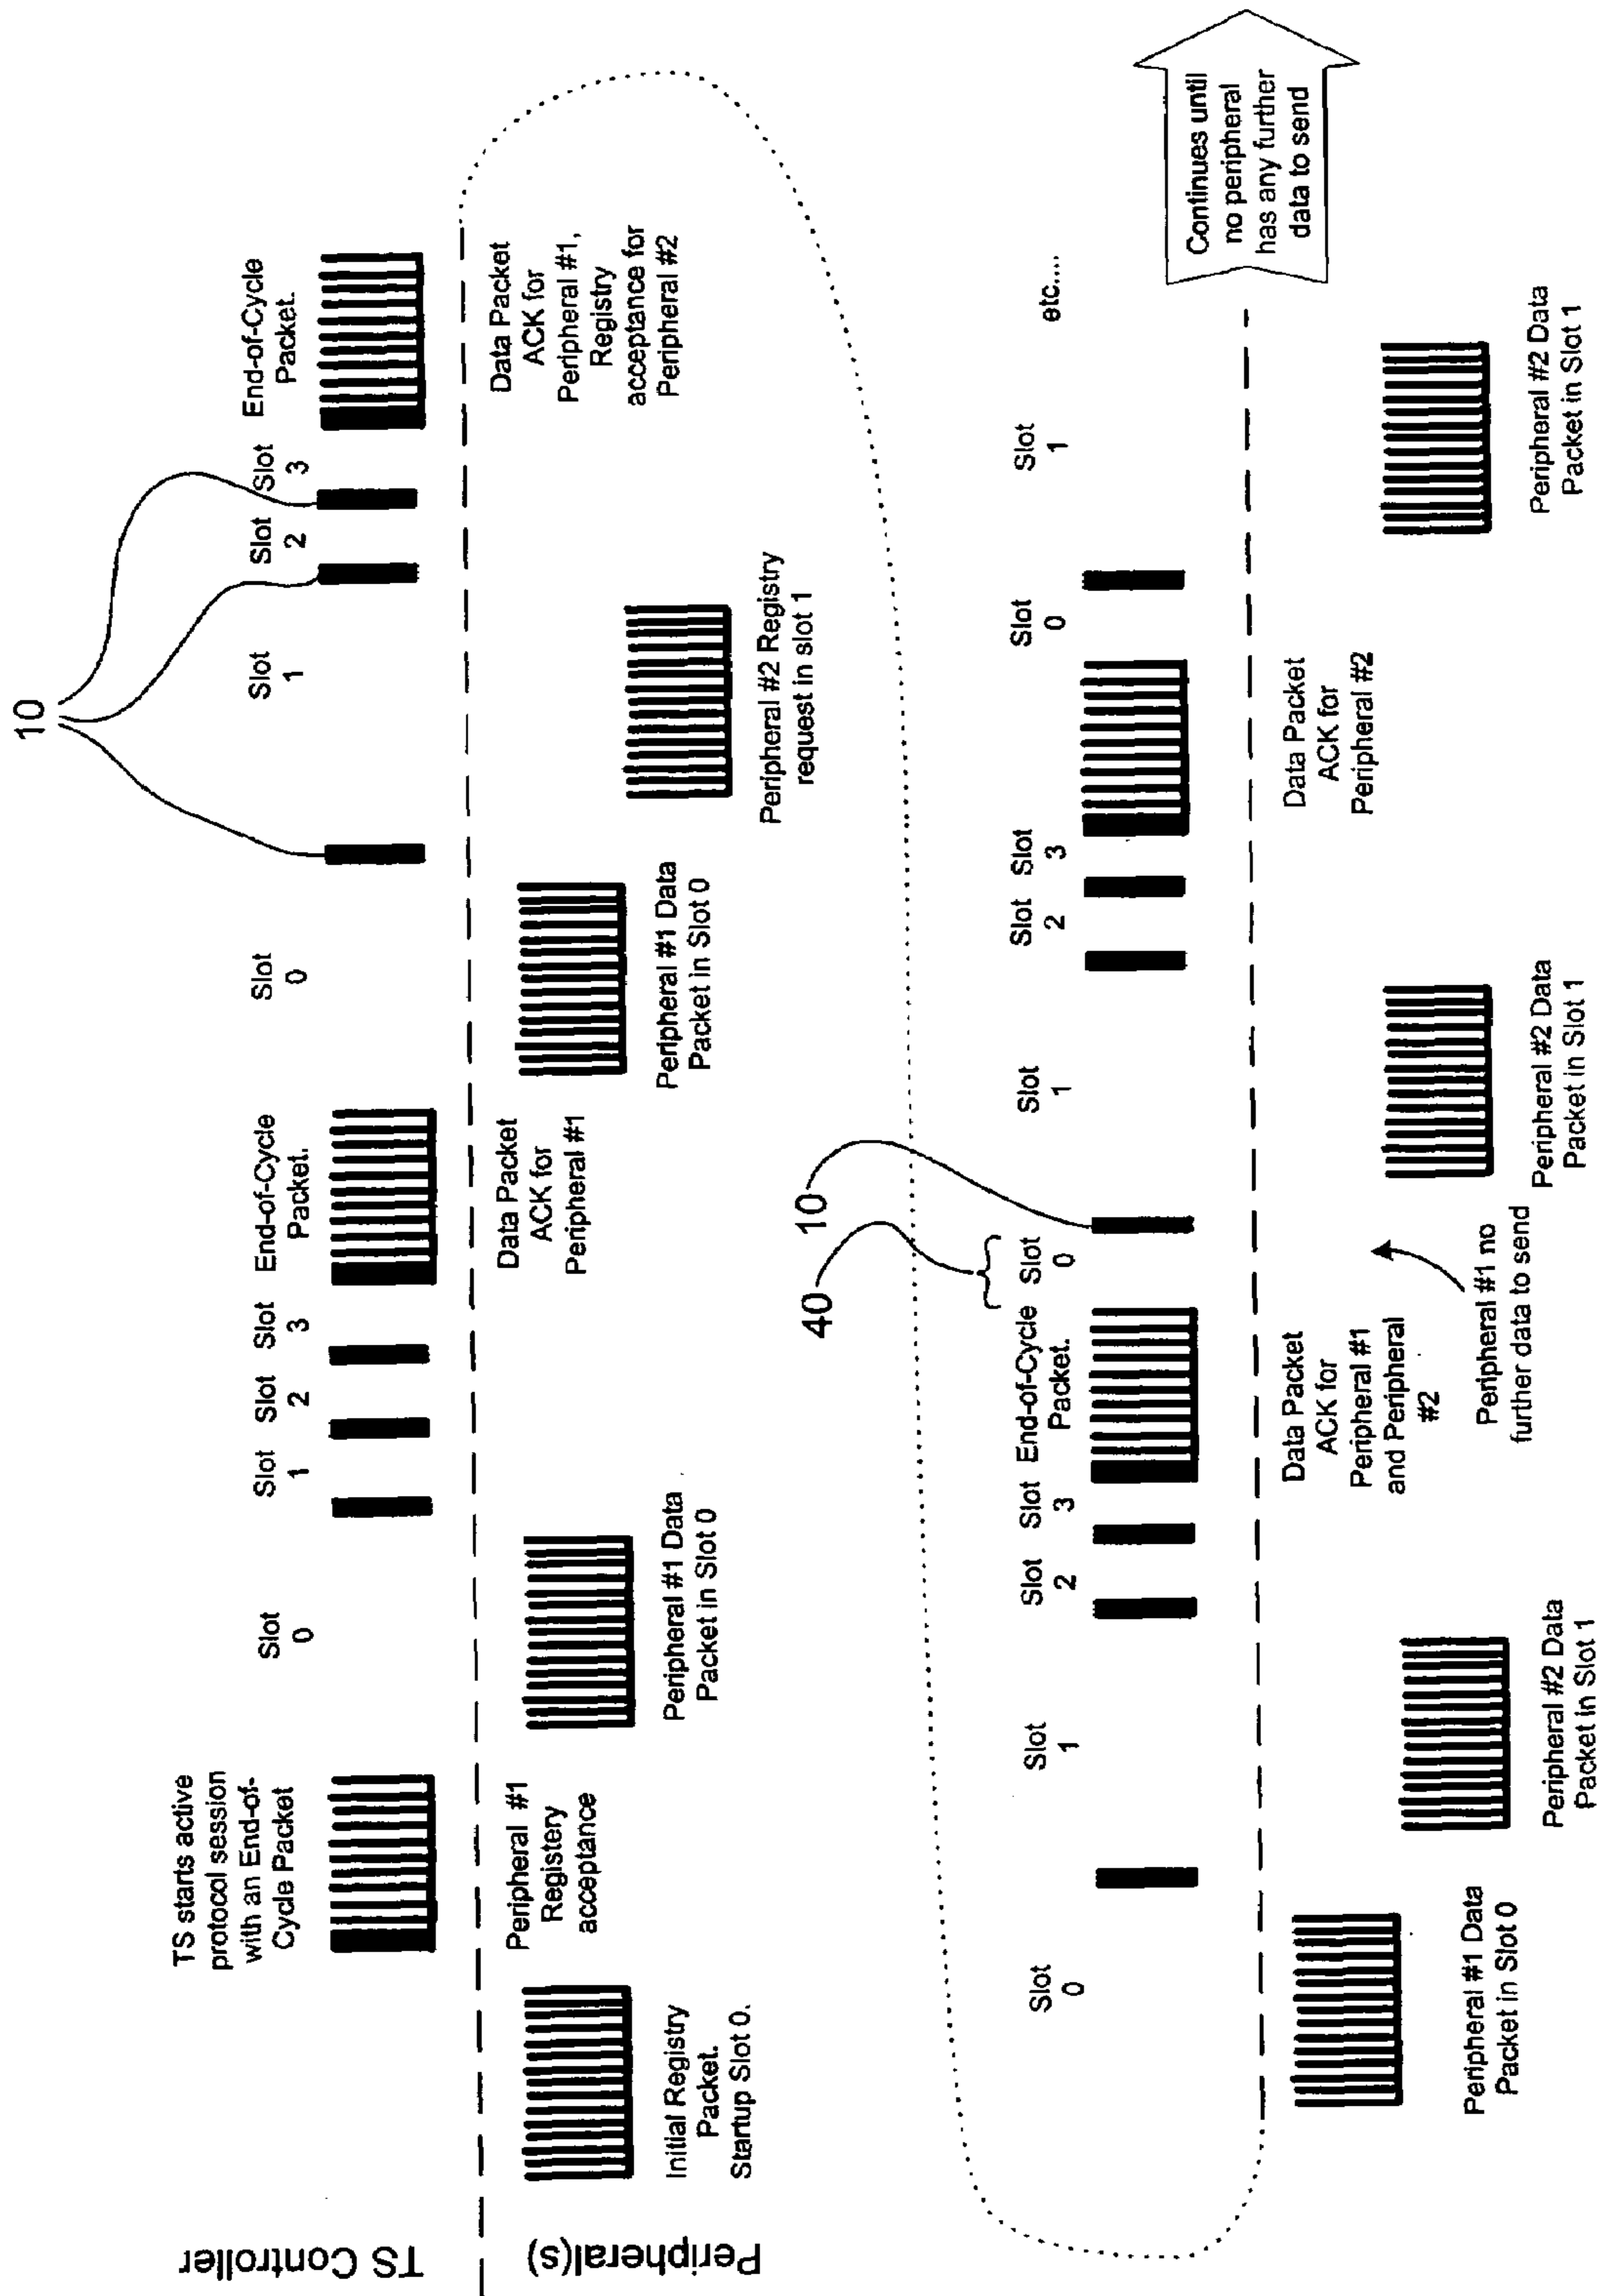 10
TS Controller
Peripheral(s)
TS starts active
protocol session
with an End-of-
Cycle Packet
Slot
0
Slot
1
Slot
2
Slot
3
End-of-Cycle
Packet.
Slot
0
Slot
1
Slot
2
Slot
3
End-of-Cycle
Packet.
Initial Registry
Packet.
Startup Slot 0.
Peripheral #1
Registery
acceptance
Peripheral #1 Data
Packet in Slot 0
Data Packet
ACK for
Peripheral #1
Peripheral #1 Data
Packet in Slot 0
Peripheral #2 Registry
request in slot 1
Data Packet
ACK for
Peripheral #1,
Registry
acceptance for
Peripheral #2
40
10
Slot
0
Slot
1
Slot
2
Slot
3
End-of-Cycle
Packet.
Slot
0
Slot
1
Slot
2
Slot
3
Slot
0
Slot
1
etc....
Continues until
no peripheral
has any further
data to send
Peripheral #1 Data
Packet in Slot 0
Peripheral #2 Data
Packet in Slot 1
Data Packet
ACK for
Peripheral #1
and Peripheral
#2
Peripheral #1 no
further data to send
Peripheral #2 Data
Packet in Slot 1
Data Packet
ACK for
Peripheral #2
Peripheral #2 Data
Packet in Slot 1